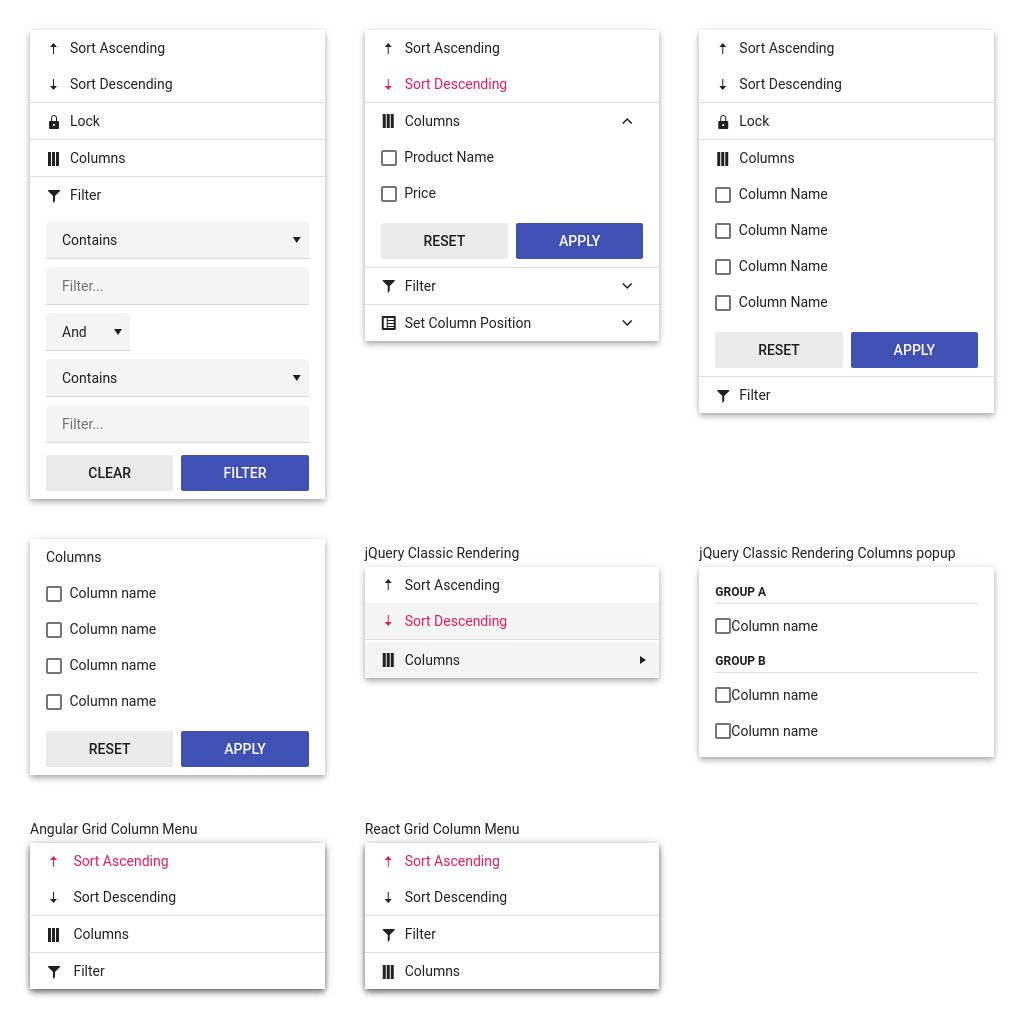 Sort Ascending
Sort Descending
Lock
Columns
Filter
Contains
Filter...
And
Contains
Filter...
CLEAR FILTER
Sort Ascending
Sort Descending
Columns
Product Name
Price
RESET APPLY
Filter
Set Column Position
Sort Ascending
Sort Descending
Lock
Columns
Column Name
Column Name
Column Name
Column Name
RESET APPLY
Filter
Columns
Column name
Column name
Column name
Column name
RESET APPLY
jQuery Classic Rendering
Sort Ascending
Sort Descending
Columns
jQuery Classic Rendering Columns popup
GROUP A
Column name
GROUP B
Column name
Column name
Angular Grid Column Menu
Sort Ascending
Sort Descending
Columns
Filter
React Grid Column Menu
Sort Ascending
Sort Descending
Filter
Columns